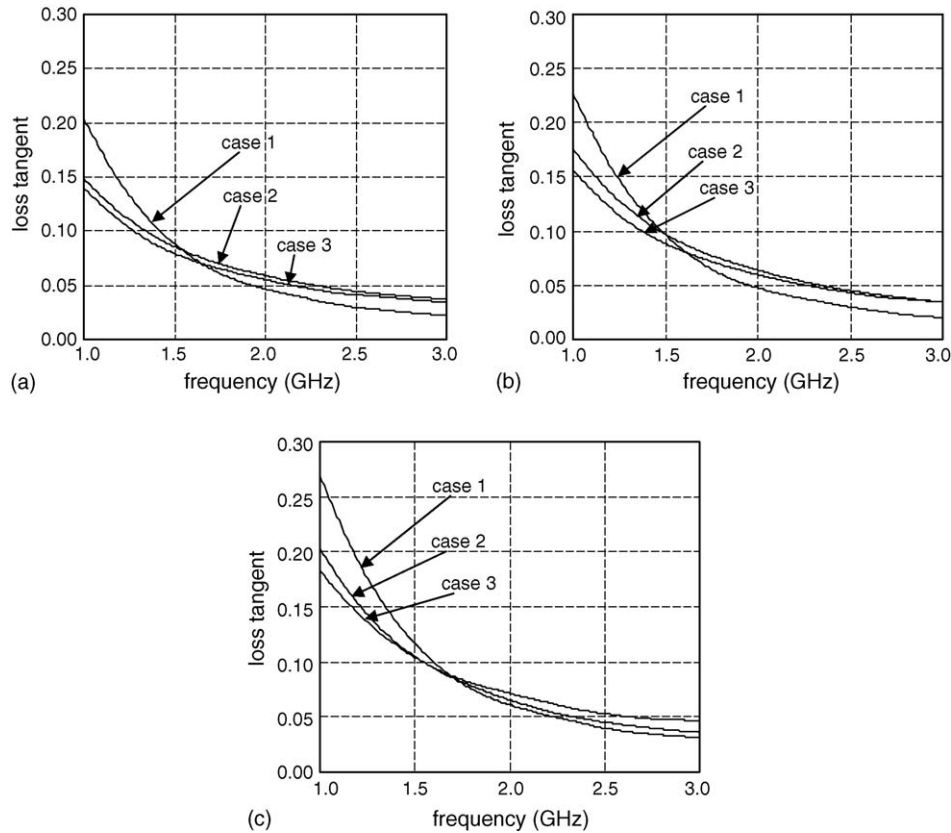 0.30
0.25
0.20
0.15
0.10
0.05
0.00
loss tangent
case 1
case 2
case 3
1.0 1.5 2.0 2.5 3.0
(a) frequency (GHz)
0.30
0.25
0.20
0.15
0.10
0.05
0.00
loss tangent
case 1
case 2
case 3
1.0 1.5 2.0 2.5 3.0
(b) frequency (GHz)
0.30
0.25
0.20
0.15
0.10
0.05
0.00
loss tangent
case 1
case 2
case 3
1.0 1.5 2.0 2.5 3.0
(c) frequency (GHz)